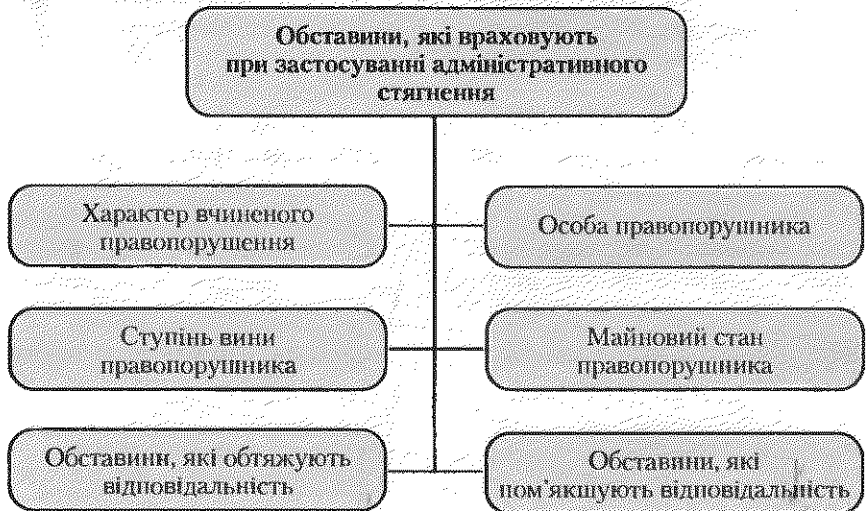 Обставини, які враховують
при застосуванні адміністративного
стягнення
Характер вчиненого
правопорушення
Особа правопорушника
Ступінь вини
правопорушника
Майновий стан
правопорушника
Обставини, які обтяжують
відповідальність
Обставини, які
пом'якшують відповідальність